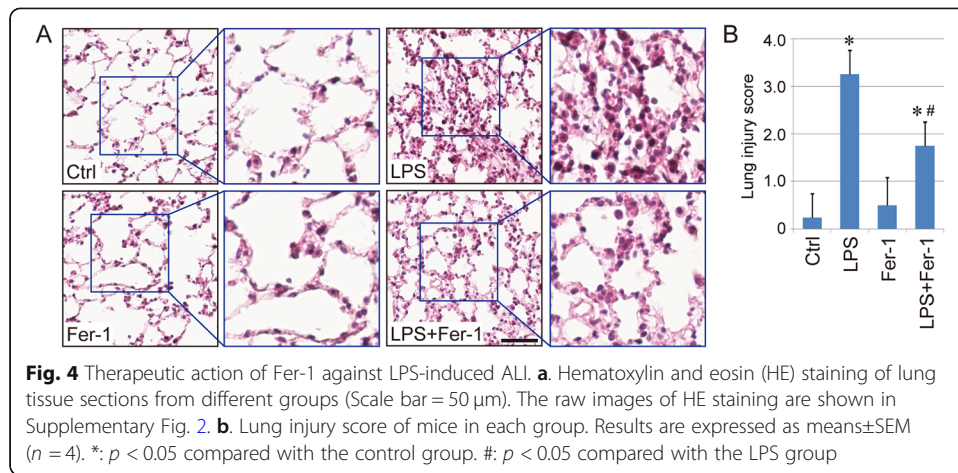 A
Ctrl
LPS
Fer-1
LPS+Fer-1
B
Lung injury score
4.0
3.0
2.0
1.0
0
*
* #
Ctrl
LPS
Fer-1
LPS+Fer-1
Fig. 4 Therapeutic action of Fer-1 against LPS-induced ALI. a. Hematoxylin and eosin (HE) staining of lung
tissue sections from different groups (Scale bar = 50 μm). The raw images of HE staining are shown in
Supplementary Fig. 2. b. Lung injury score of mice in each group. Results are expressed as means±SEM
(n = 4). *: p < 0.05 compared with the control group. #: p < 0.05 compared with the LPS group